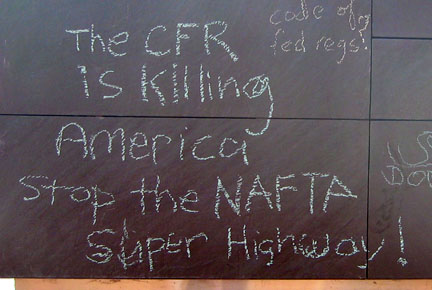 code of
fed regs?
The CFR
is Killing
America
Stop the NAFTA
Super Highway!